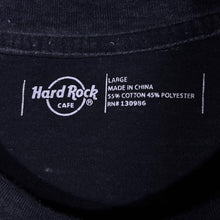 Hard Rock
CAFE ®
LARGE
MADE IN CHINA
55% COTTON 45% POLYESTER
RN# 130986